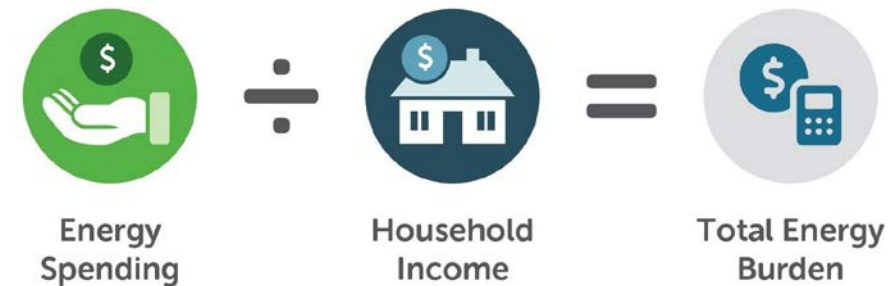 $
÷
$
=
$
Energy
Spending
Household
Income
Total Energy
Burden